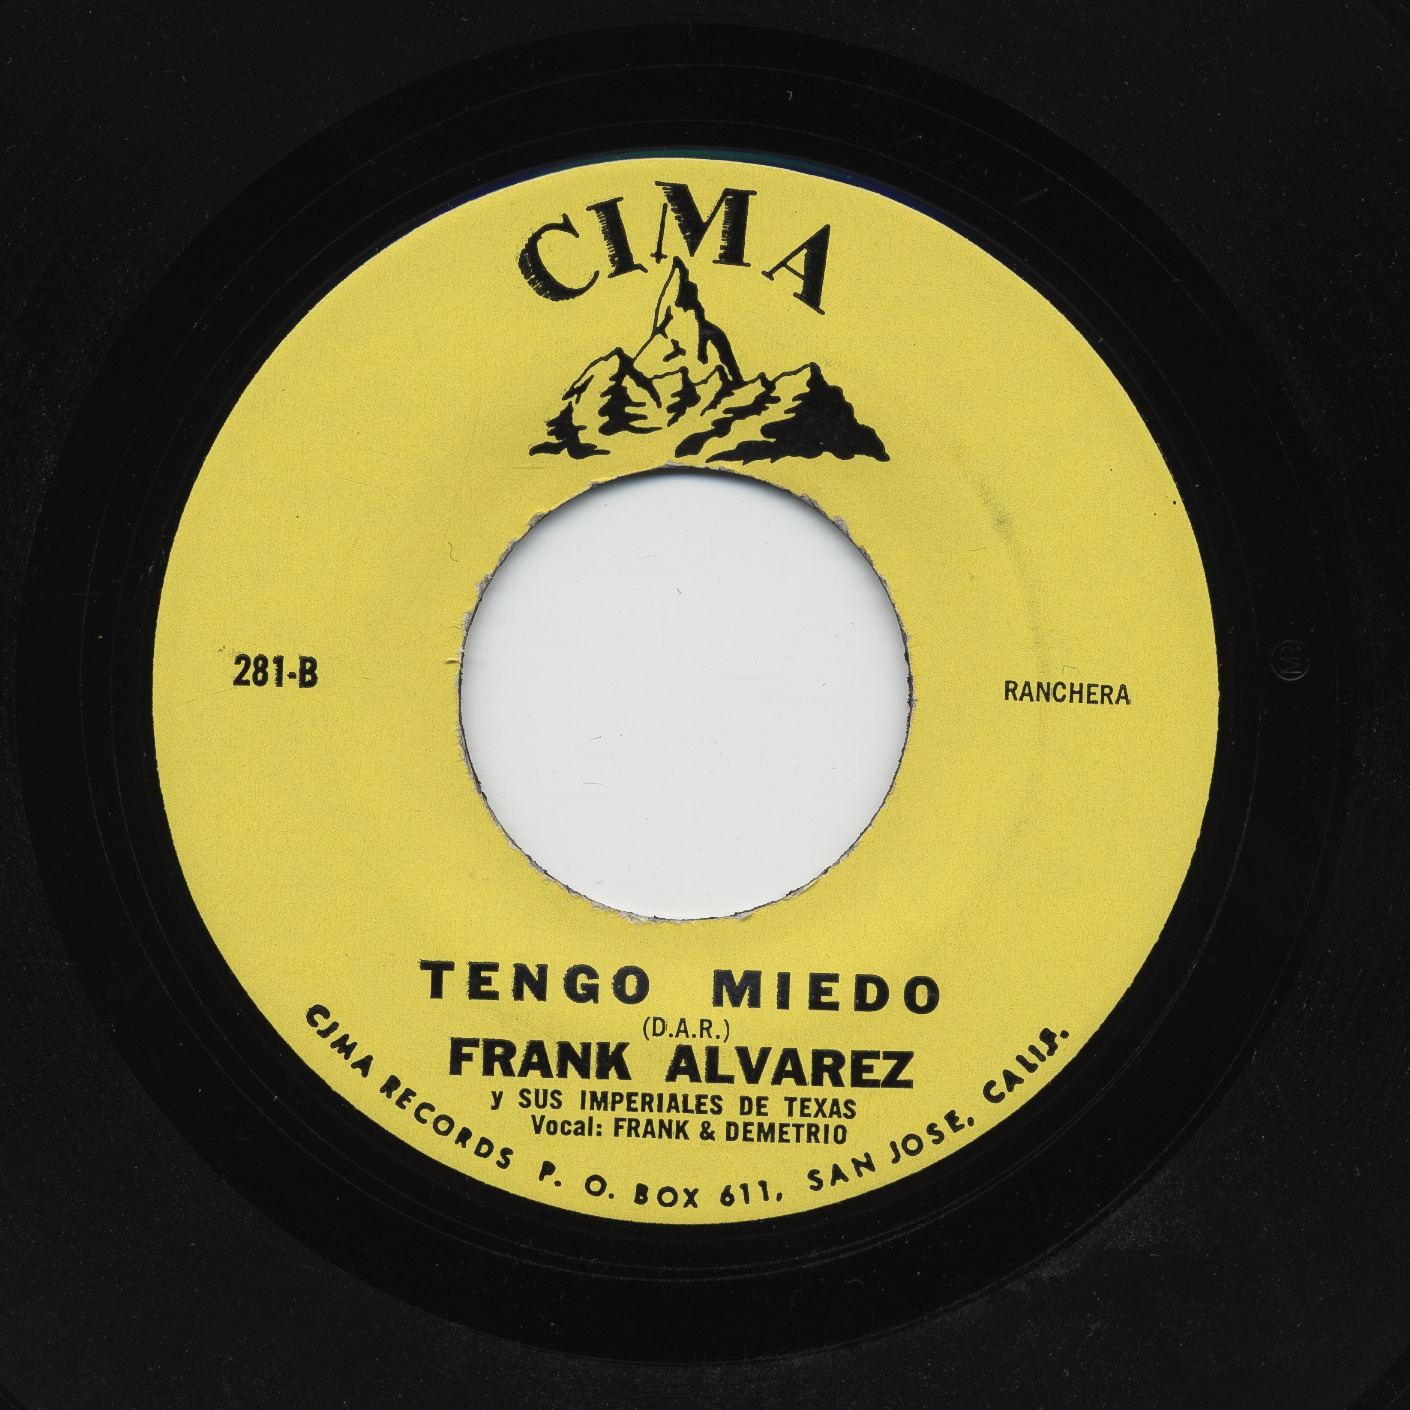 CIMA
281-B
RANCHERA
TENGO MIEDO
(D.A.R.)
FRANK ALVAREZ
y SUS IMPERIALES DE TEXAS
Vocal: FRANK & DEMETRIO
CIMA RECORDS P. O. BOX 611, SAN JOSE, CALIF.